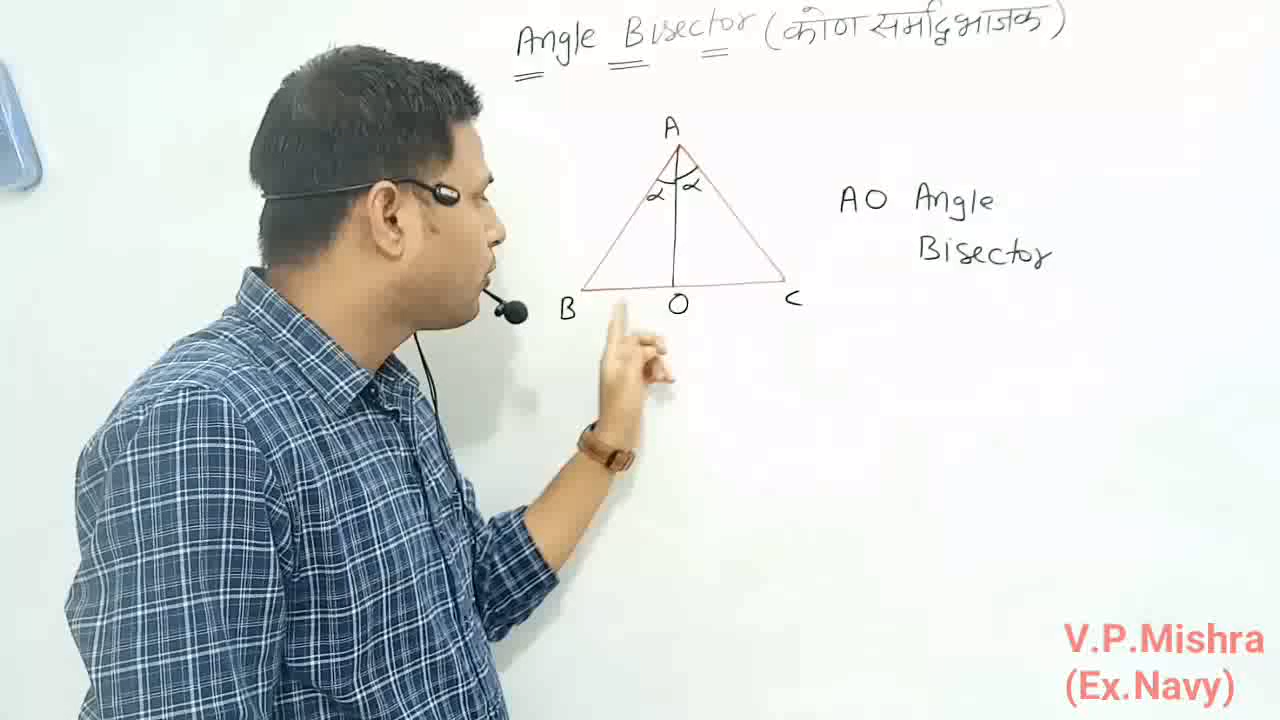 Angle Bisector (कोण समद्विभाजक)
A
α α
B O C
AO Angle
Bisector
V.P.Mishra
(Ex.Navy)